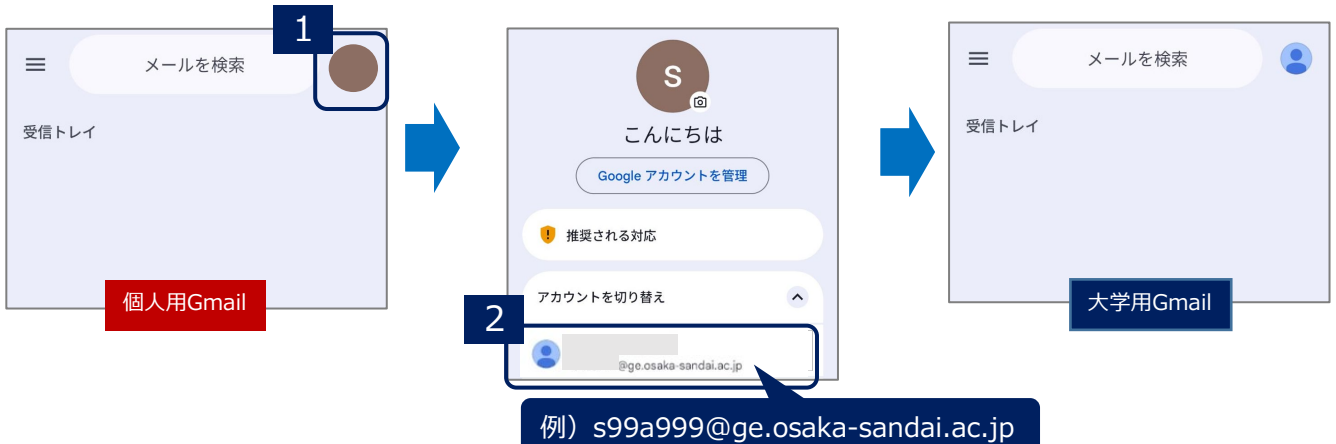 1
メールを検索
受信トレイ
個人用Gmail
S
こんにちは
Google アカウントを管理
推奨される対応
アカウントを切り替え
2
@ge.osaka-sandai.ac.jp
例）s99a999@ge.osaka-sandai.ac.jp
メールを検索
受信トレイ
大学用Gmail